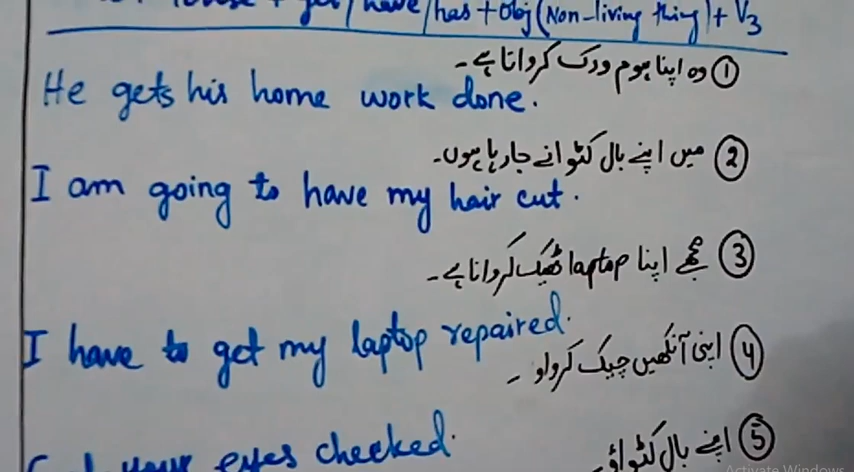 get/have/has + obj (Non-living thing) + V3
① وہ اپنا ہوم ورک کرواتا ہے۔
He gets his home work done.
② میں اپنے بال کٹوانے جا رہا ہوں۔
I am going to have my hair cut.
③ مجھے اپنا laptop ٹھیک کروانا ہے۔
I have to get my laptop repaired.
④ اپنی آنکھیں چیک کروالو۔
your eyes checked.
⑤ اپنے بال کٹواؤ۔
Activate Windows